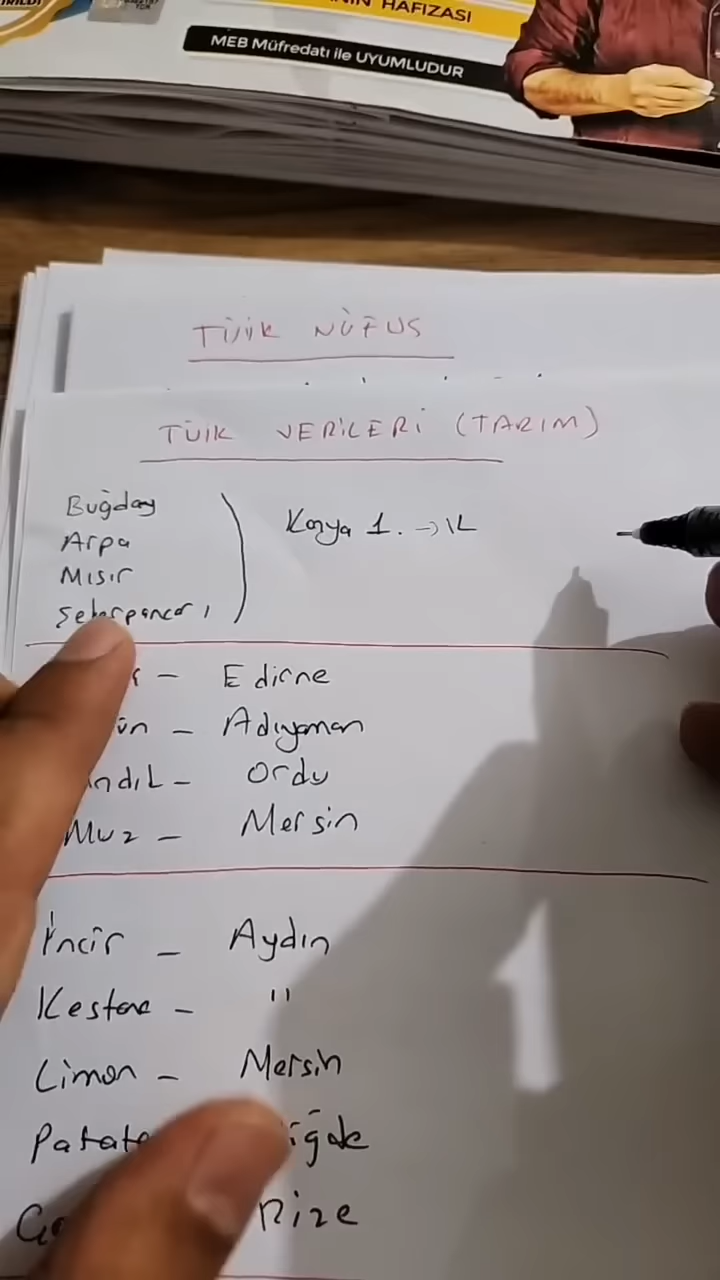 HAFIZASI
MEB Müfredatı ile UYUMLUDUR
TÜİK NÜFUS
TÜİK VERİLERİ (TARIM)
Buğday
Arpa
Mısır
Şekerpancarı
Konya 1. → İL
- Edirne
- Adıyaman
- Ordu
Muz - Mersin
İncir - Aydın
Kestane - "
Limon - Mersin
Rize